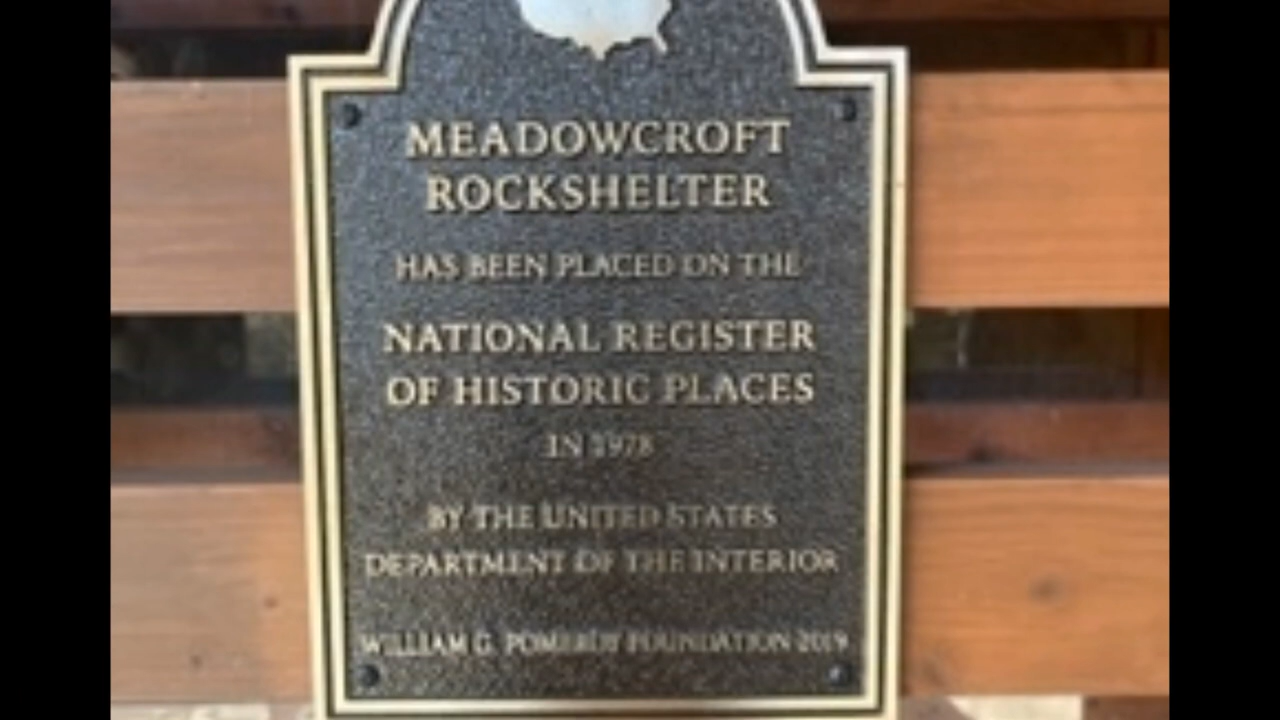 MEADOWCROFT
ROCKSHELTER
HAS BEEN PLACED ON THE
NATIONAL REGISTER
OF HISTORIC PLACES
IN 1978
BY THE UNITED STATES
DEPARTMENT OF THE INTERIOR
WILLIAM G. POMEROY FOUNDATION 2019